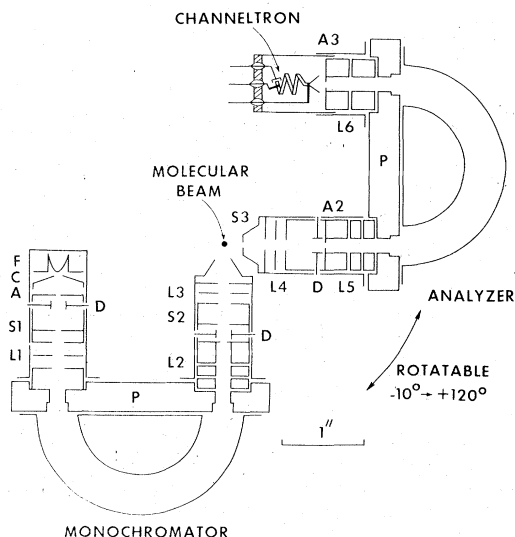 CHANNELTRON
A3
L6
P
MOLECULAR
BEAM
S3
A2
L4
D
L5
F
C
A
D
S1
L1
L3
S2
D
L2
P
ANALYZER
ROTATABLE
-10° → +120°
1"
MONOCHROMATOR